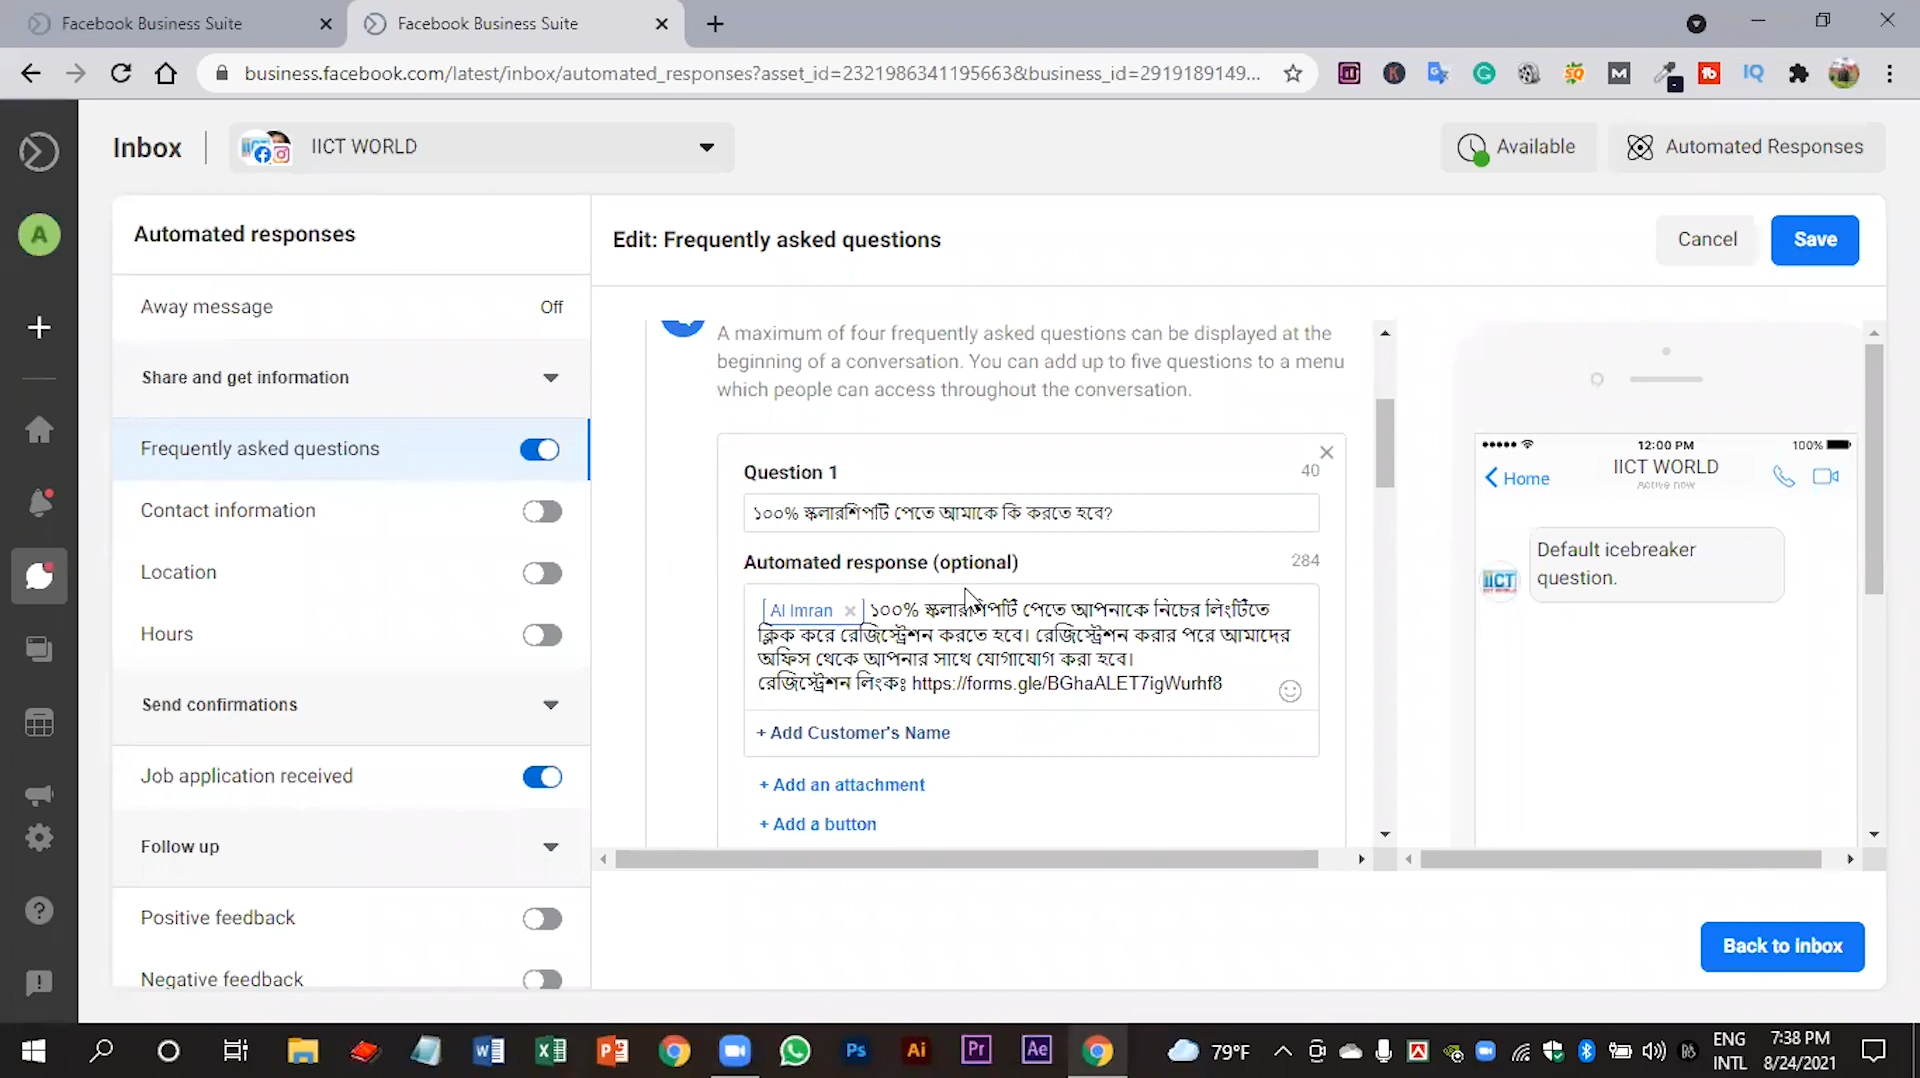 Facebook Business Suite
Facebook Business Suite
business.facebook.com/latest/inbox/automated_responses?asset_id=2321986341195663&business_id=2919189149...
Inbox
IICT WORLD
Available
Automated Responses
A
Automated responses
Away message
Off
Share and get information
Frequently asked questions
Contact information
Location
Hours
Send confirmations
Job application received
Follow up
Positive feedback
Negative feedback
Edit: Frequently asked questions
Cancel
Save
A maximum of four frequently asked questions can be displayed at the
beginning of a conversation. You can add up to five questions to a menu
which people can access throughout the conversation.
Question 1
40
১০০% স্কলারশিপটি পেতে আমাকে কি করতে হবে?
Automated response (optional)
284
Al Imran × ১০০% স্কলারশিপটি পেতে আপনাকে নিচের লিংটিতে
ক্লিক করে রেজিস্ট্রেশন করতে হবে। রেজিস্ট্রেশন করার পরে আমাদের
অফিস থেকে আপনার সাথে যোগাযোগ করা হবে।
রেজিস্ট্রেশন লিংকঃ https://forms.gle/BGhaALET7igWurhf8
+ Add Customer's Name
+ Add an attachment
+ Add a button
12:00 PM
100%
Home
IICT WORLD
Active now
Default icebreaker
question.
IICT
Back to inbox
79°F
ENG
INTL
7:38 PM
8/24/2021